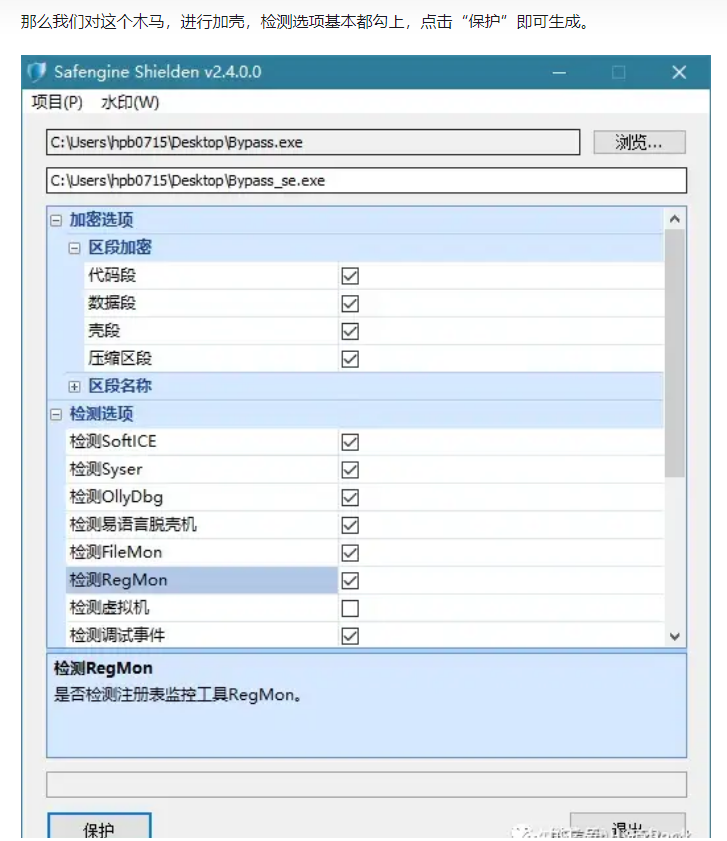 那么我们对这个木马，进行加壳，检测选项基本都勾上，点击“保护”即可生成。
Safengine Shielden v2.4.0.0
项目(P) 水印(W)
C:\Users\hpb0715\Desktop\Bypass.exe
浏览...
C:\Users\hpb0715\Desktop\Bypass_se.exe
加密选项
区段加密
代码段
数据段
壳段
压缩区段
区段名称
检测选项
检测SoftICE
检测Syser
检测OllyDbg
检测易语言脱壳机
检测FileMon
检测RegMon
检测虚拟机
检测调试事件
检测RegMon
是否检测注册表监控工具RegMon。
保护
退出